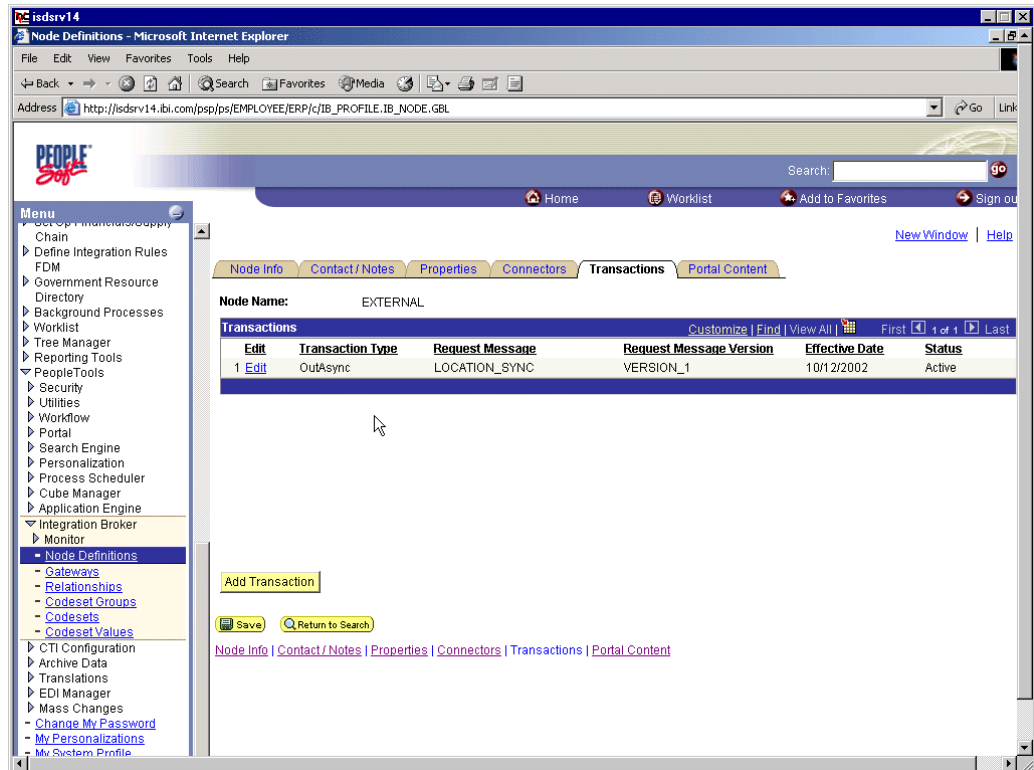 isdsrv14
Node Definitions - Microsoft Internet Explorer
File Edit View Favorites Tools Help
Back Search Favorites Media
Address http://isdsrv14.ibi.com/psp/ps/EMPLOYEE/ERP/c/IB_PROFILE.IB_NODE.GBL Go Link
PEOPLE Soft
Search: go
Home Worklist Add to Favorites Sign ou
Menu
Set Up Financials/Supply
Chain
Define Integration Rules
FDM
Government Resource
Directory
Background Processes
Worklist
Tree Manager
Reporting Tools
PeopleTools
Security
Utilities
Workflow
Portal
Search Engine
Personalization
Process Scheduler
Cube Manager
Application Engine
Integration Broker
Monitor
Node Definitions
Gateways
Relationships
Codeset Groups
Codesets
Codeset Values
CTI Configuration
Archive Data
Translations
EDI Manager
Mass Changes
Change My Password
My Personalizations
My System Profile
New Window | Help
Node Info Contact / Notes Properties Connectors Transactions Portal Content
Node Name: EXTERNAL
Transactions Customize | Find | View All | First 1 of 1 Last
Edit Transaction Type Request Message Request Message Version Effective Date Status
1 Edit OutAsync LOCATION_SYNC VERSION_1 10/12/2002 Active
Add Transaction
Save Return to Search
Node Info | Contact / Notes | Properties | Connectors | Transactions | Portal Content